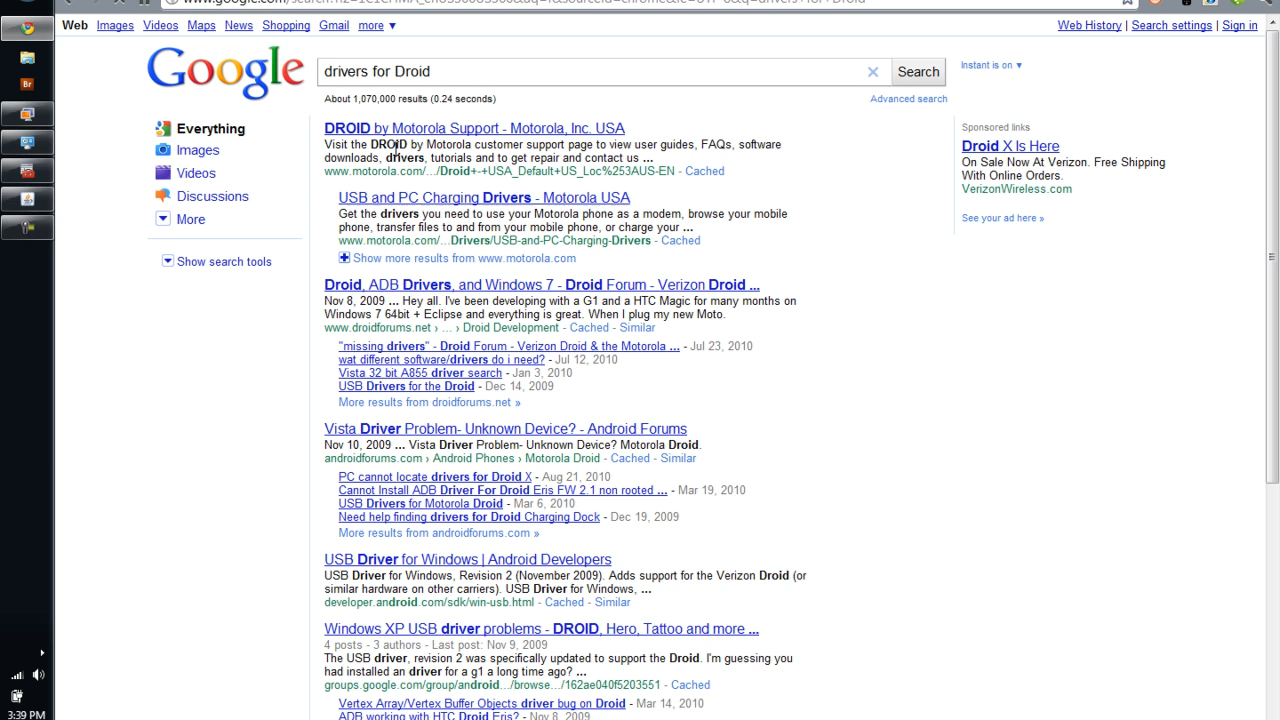 Web Images Videos Maps News Shopping Gmail more ▼ Web History | Search settings | Sign in
Google
drivers for Droid
Search
Instant is on ▼
About 1,070,000 results (0.24 seconds)
Advanced search
Everything
Images
Videos
Discussions
More
Show search tools
DROID by Motorola Support - Motorola, Inc. USA
Visit the DROID by Motorola customer support page to view user guides, FAQs, software
downloads, drivers, tutorials and to get repair and contact us ...
www.motorola.com/.../Droid+-+USA_Default+US_Loc%253AUS-EN - Cached
USB and PC Charging Drivers - Motorola USA
Get the drivers you need to use your Motorola phone as a modem, browse your mobile
phone, transfer files to and from your mobile phone, or charge your ...
www.motorola.com/...Drivers/USB-and-PC-Charging-Drivers - Cached
Show more results from www.motorola.com
Droid, ADB Drivers, and Windows 7 - Droid Forum - Verizon Droid ...
Nov 8, 2009 ... Hey all. I've been developing with a G1 and a HTC Magic for many months on
Windows 7 64bit + Eclipse and everything is great. When I plug my new Moto.
www.droidforums.net › ... › Droid Development - Cached - Similar
"missing drivers" - Droid Forum - Verizon Droid & the Motorola ... - Jul 23, 2010
wat different software/drivers do i need? - Jul 12, 2010
Vista 32 bit A855 driver search - Jan 3, 2010
USB Drivers for the Droid - Dec 14, 2009
More results from droidforums.net »
Vista Driver Problem- Unknown Device? - Android Forums
Nov 10, 2009 ... Vista Driver Problem- Unknown Device? Motorola Droid.
androidforums.com › Android Phones › Motorola Droid - Cached - Similar
PC cannot locate drivers for Droid X - Aug 21, 2010
Cannot Install ADB Driver For Droid Eris FW 2.1 non rooted ... - Mar 19, 2010
USB Drivers for Motorola Droid - Mar 6, 2010
Need help finding drivers for Droid Charging Dock - Dec 19, 2009
More results from androidforums.com »
USB Driver for Windows | Android Developers
USB Driver for Windows, Revision 2 (November 2009). Adds support for the Verizon Droid (or
similar hardware on other carriers). USB Driver for Windows, ...
developer.android.com/sdk/win-usb.html - Cached - Similar
Windows XP USB driver problems - DROID, Hero, Tattoo and more ...
4 posts - 3 authors - Last post: Nov 9, 2009
The USB driver, revision 2 was specifically updated to support the Droid. I'm guessing you
had installed an driver for a g1 a long time ago? ...
groups.google.com/group/android.../browse.../162ae040f5203551 - Cached
Vertex Array/Vertex Buffer Objects driver bug on Droid - Mar 14, 2010
ADB working with HTC Droid Eris? - Nov 8, 2009
Sponsored links
Droid X Is Here
On Sale Now At Verizon. Free Shipping
With Online Orders.
VerizonWireless.com
See your ad here »
Br
3:39 PM